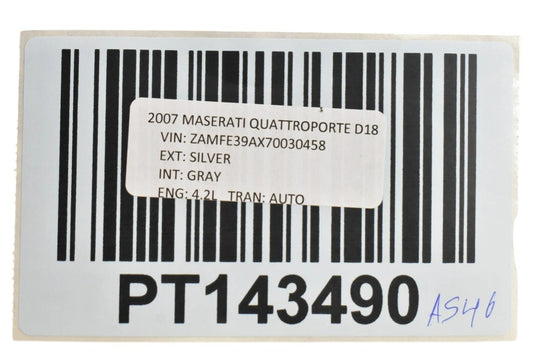 2007 MASERATI QUATTROPORTE D18
VIN: ZAMFE39AX70030458
EXT: SILVER
INT: GRAY
ENG: 4.2L TRAN: AUTO
PT143490
AS46